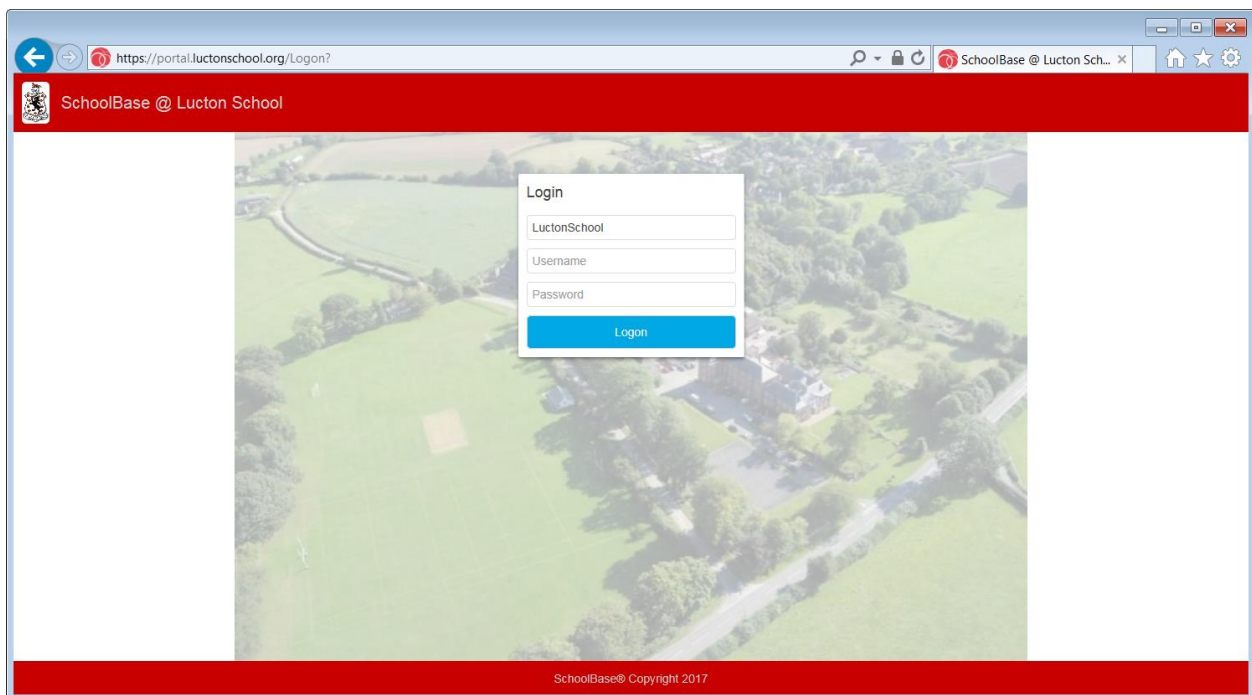 https://portal.luctonschool.org/Logon?
SchoolBase @ Lucton Sch...
SchoolBase @ Lucton School
Login
LuctonSchool
Username
Password
Logon
SchoolBase® Copyright 2017